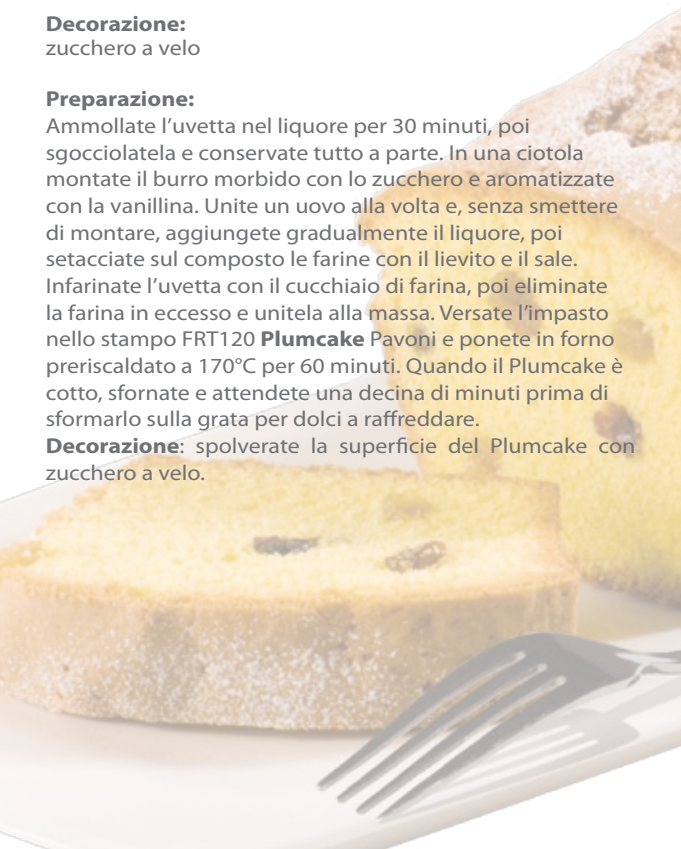 Decorazione:
zucchero a velo
Preparazione:
Ammollate l’uvetta nel liquore per 30 minuti, poi
sgocciolatela e conservate tutto a parte. In una ciotola
montate il burro morbido con lo zucchero e aromatizzate
con la vanillina. Unite un uovo alla volta e, senza smettere
di montare, aggiungete gradualmente il liquore, poi
setacciate sul composto le farine con il lievito e il sale.
Infarinate l’uvetta con il cucchiaio di farina, poi eliminate
la farina in eccesso e unitela alla massa. Versate l’impasto
nello stampo FRT120 Plumcake Pavoni e ponete in forno
preriscaldato a 170°C per 60 minuti. Quando il Plumcake è
cotto, sfornate e attendete una decina di minuti prima di
sformarlo sulla grata per dolci a raffreddare.
Decorazione: spolverate la superficie del Plumcake con
zucchero a velo.